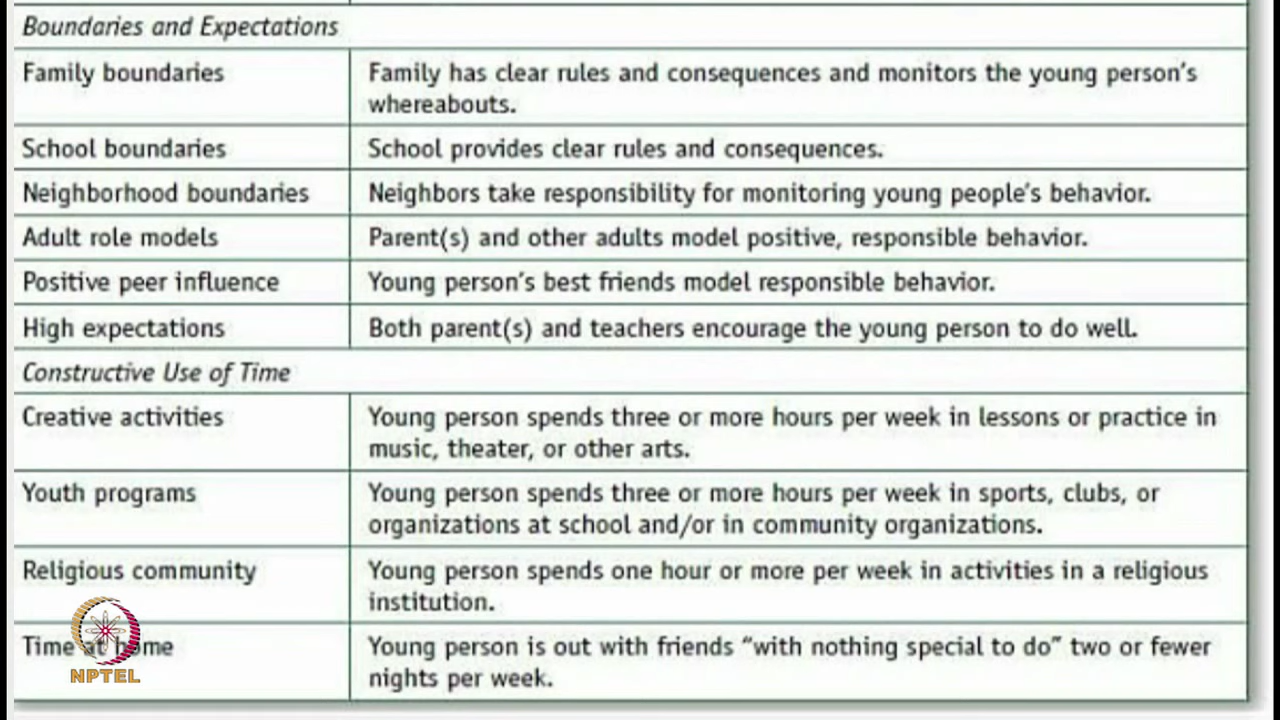 Boundaries and Expectations
Family boundaries
Family has clear rules and consequences and monitors the young person's
whereabouts.
School boundaries
School provides clear rules and consequences.
Neighborhood boundaries
Neighbors take responsibility for monitoring young people's behavior.
Adult role models
Parent(s) and other adults model positive, responsible behavior.
Positive peer influence
Young person's best friends model responsible behavior.
High expectations
Both parent(s) and teachers encourage the young person to do well.
Constructive Use of Time
Creative activities
Young person spends three or more hours per week in lessons or practice in
music, theater, or other arts.
Youth programs
Young person spends three or more hours per week in sports, clubs, or
organizations at school and/or in community organizations.
Religious community
Young person spends one hour or more per week in activities in a religious
institution.
Time at home
Young person is out with friends “with nothing special to do” two or fewer
nights per week.
NPTEL